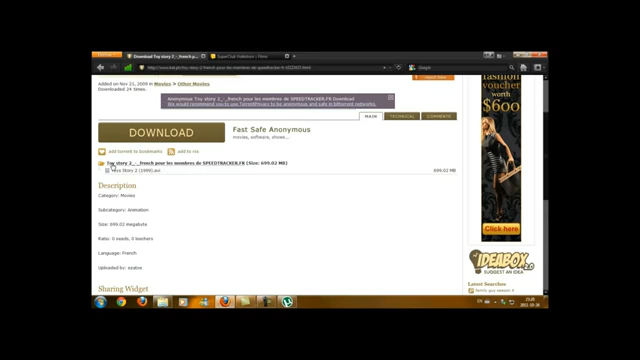 Download Toy story 2_-_french p...
SuperClub Videotron - Films
Google
Added on Nov 21, 2009 in Movies > Other Movies
Downloaded 24 times.
Anonymous Toy story 2_-_french pour les membres de SPEEDTRACKER.FR Download
We would recommend you to use TorrentPrivacy to be anonymous and safe in bittorrent networks.
MAIN
TECHNICAL
COMMENTS
DOWNLOAD
Fast Safe Anonymous
movies, software, shows...
add torrent to bookmarks
add to rss
Toy story 2_-_french pour les membres de SPEEDTRACKER.FR (Size: 699.02 MB)
Toys Story 2 (1999).avi
699.02 MB
Description
Category: Movies
Subcategory: Animation
Size: 699.02 megabyte
Language: French
Uploaded by:
Sharing Widget
fashion
voucher
worth
$600
Click here
IDEABOX 2.0
SUGGEST AN IDEA
Latest Searches
EN